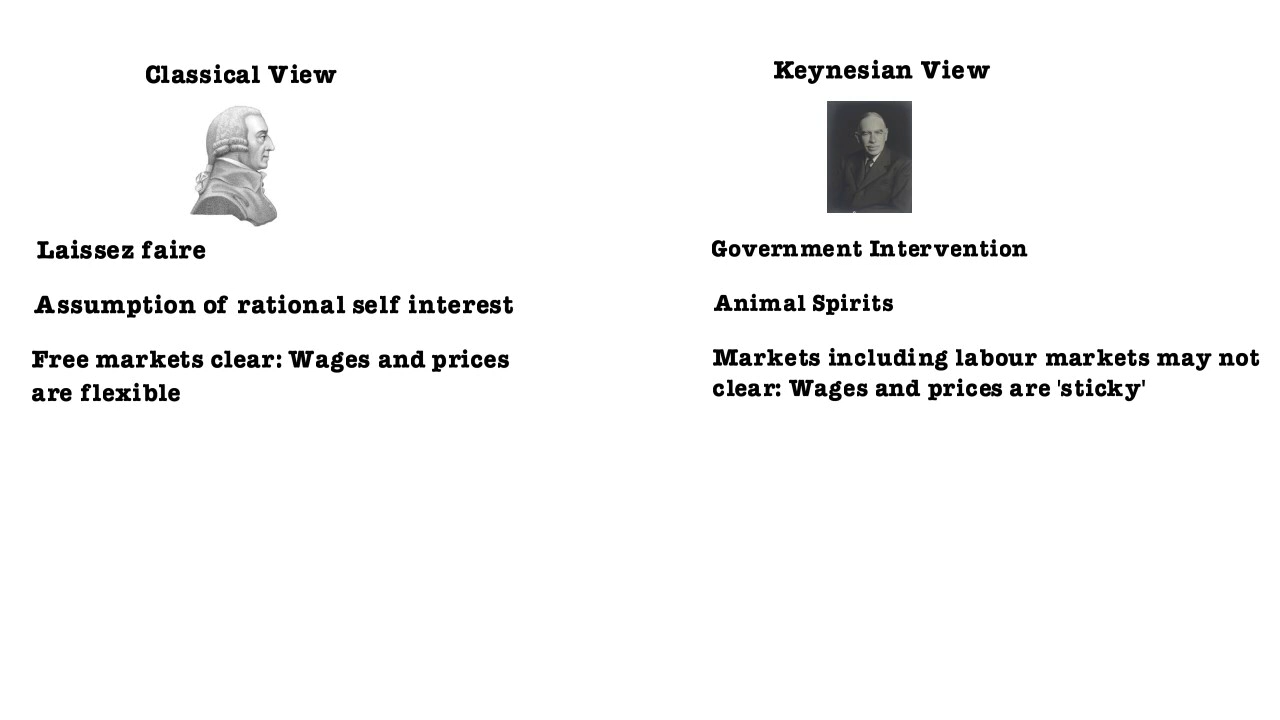 Classical View
Laissez faire
Assumption of rational self interest
Free markets clear: Wages and prices
are flexible
Keynesian View
Government Intervention
Animal Spirits
Markets including labour markets may not
clear: Wages and prices are 'sticky'